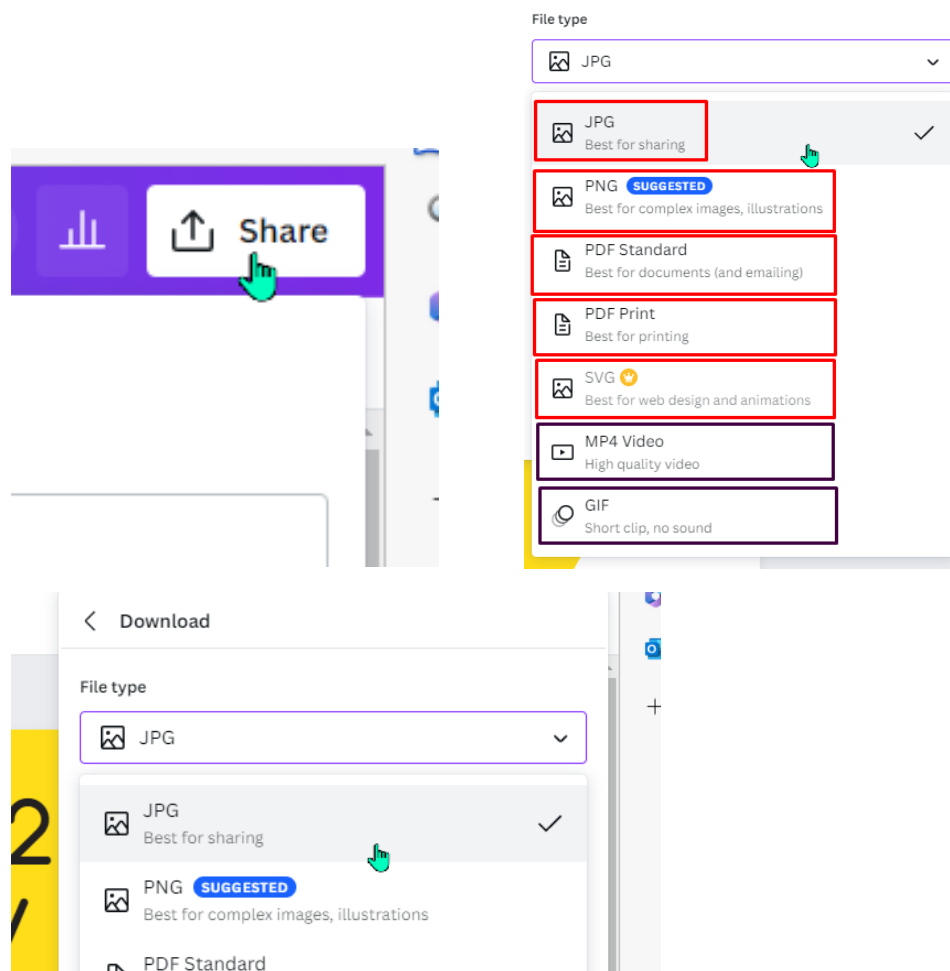 Share
File type
JPG
JPG
Best for sharing
PNG SUGGESTED
Best for complex images, illustrations
PDF Standard
Best for documents (and emailing)
PDF Print
Best for printing
SVG
Best for web design and animations
MP4 Video
High quality video
GIF
Short clip, no sound
Download
File type
JPG
JPG
Best for sharing
PNG SUGGESTED
Best for complex images, illustrations
PDF Standard
2